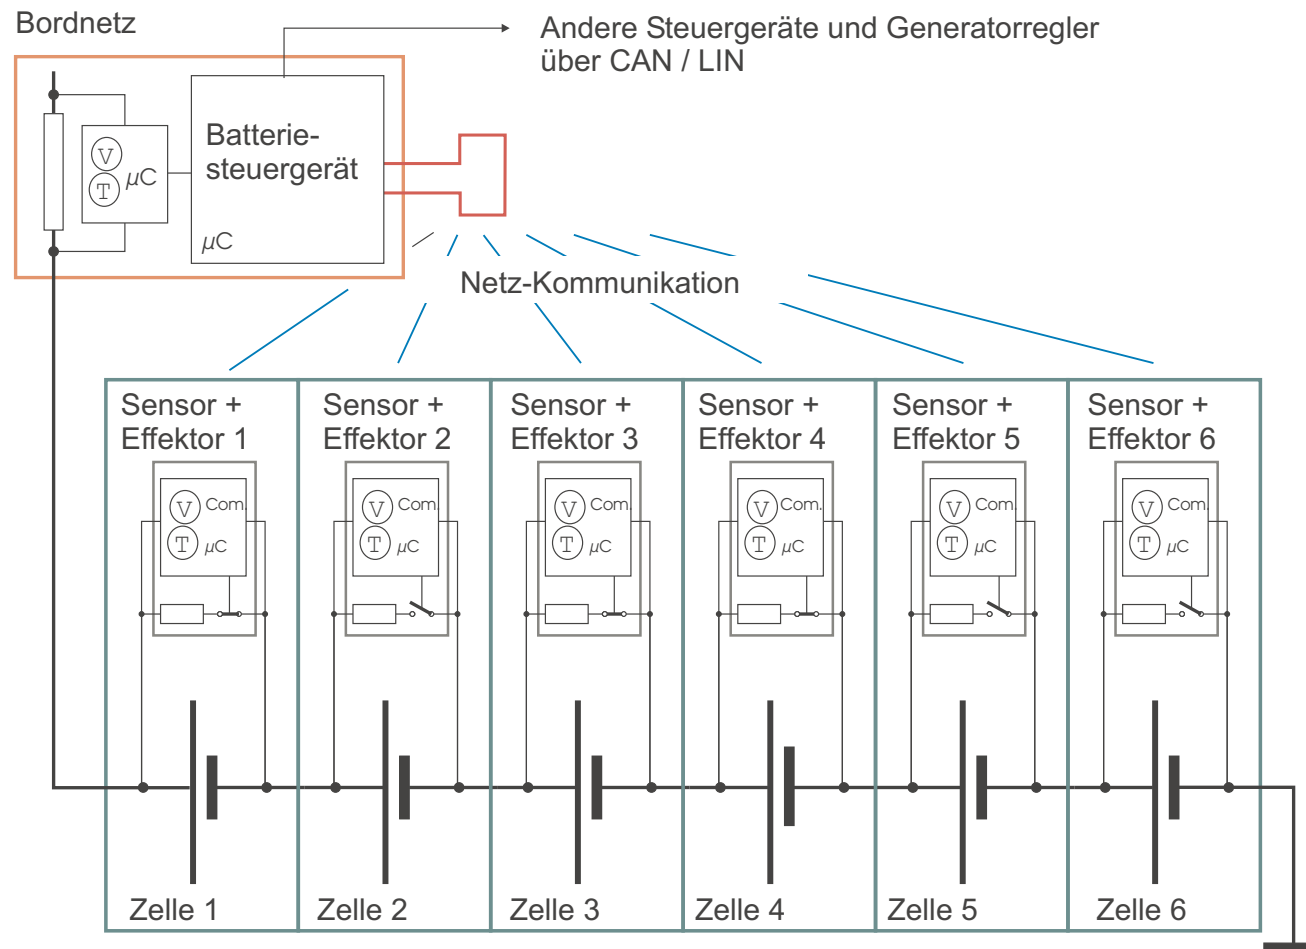 Bordnetz
Andere Steuergeräte und Generatorregler
über CAN / LIN
Batterie-
steuergerät
V
T
µC
µC
Netz-Kommunikation
Sensor +
Effektor 1
Sensor +
Effektor 2
Sensor +
Effektor 3
Sensor +
Effektor 4
Sensor +
Effektor 5
Sensor +
Effektor 6
V Com.
T µC
V Com.
T µC
V Com.
T µC
V Com.
T µC
V Com.
T µC
V Com.
T µC
Zelle 1
Zelle 2
Zelle 3
Zelle 4
Zelle 5
Zelle 6